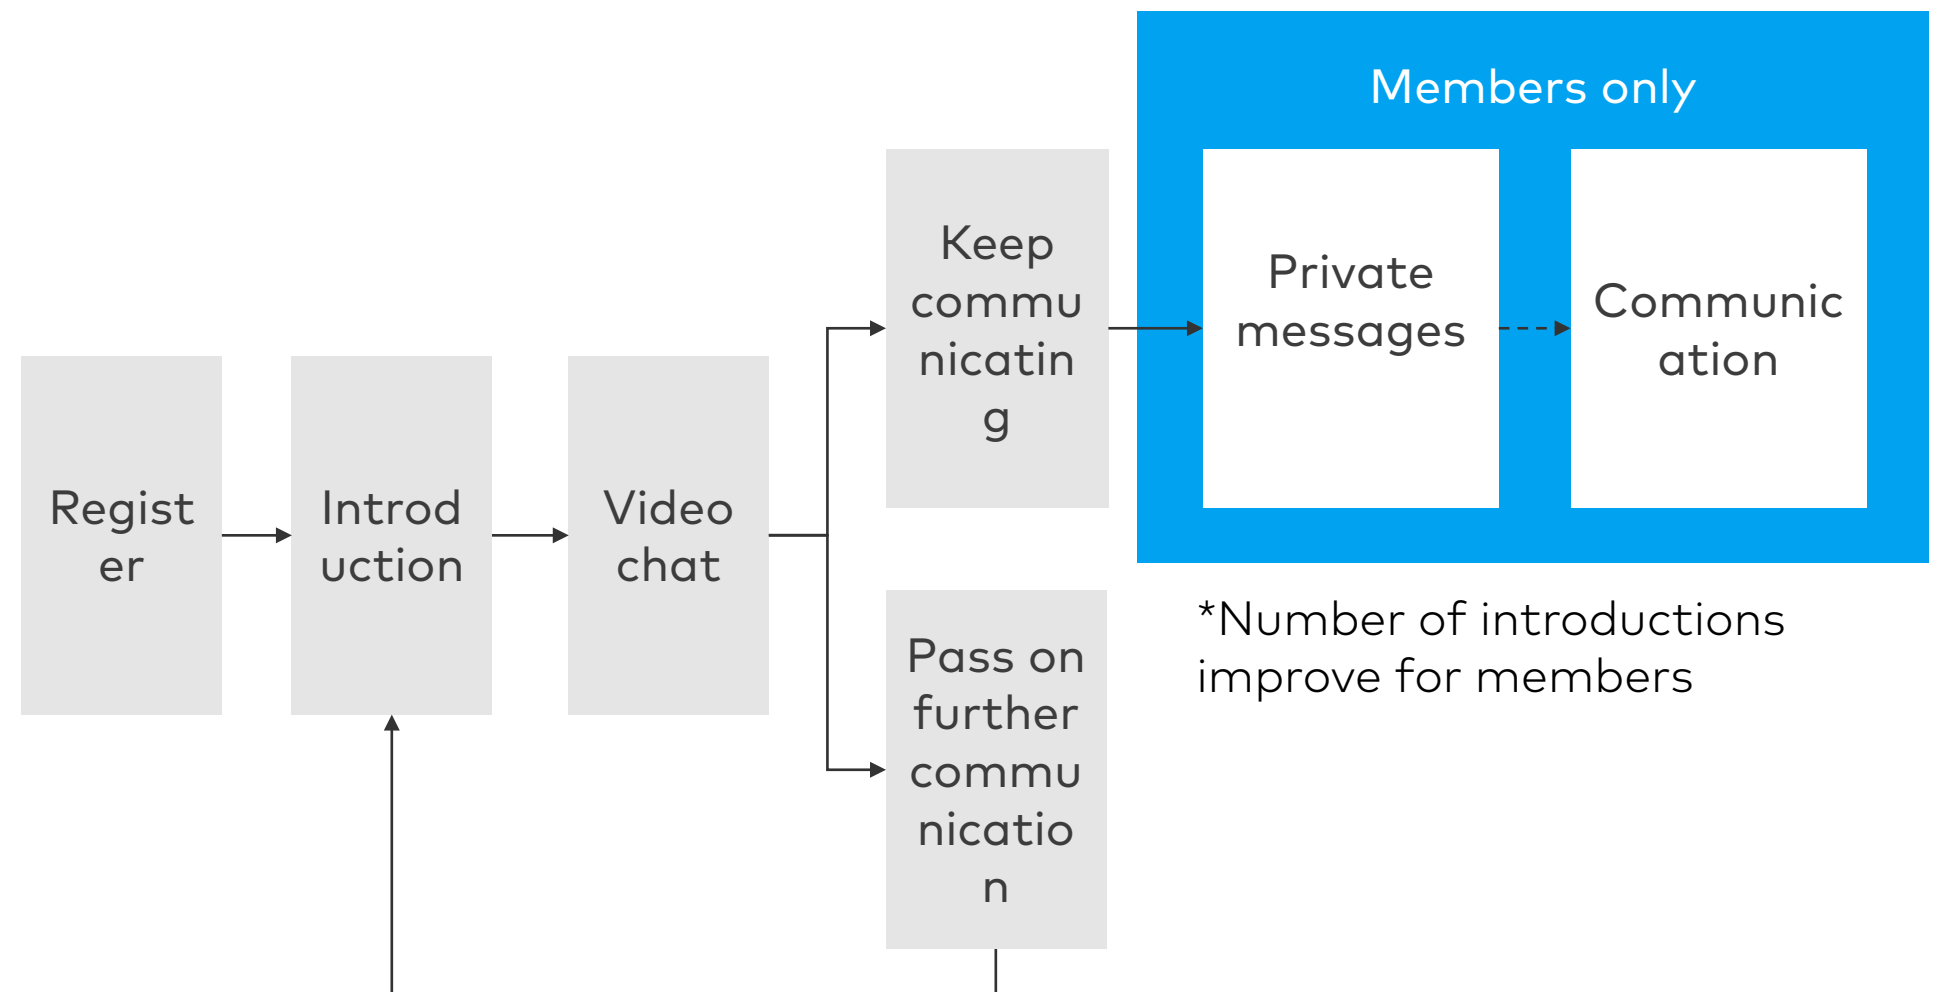 Members only
Keep
commu
nicatin
g
Private
messages
Communic
ation
Regist
er
Introd
uction
Video
chat
Pass on
further
commu
nicatio
n
*Number of introductions
improve for members